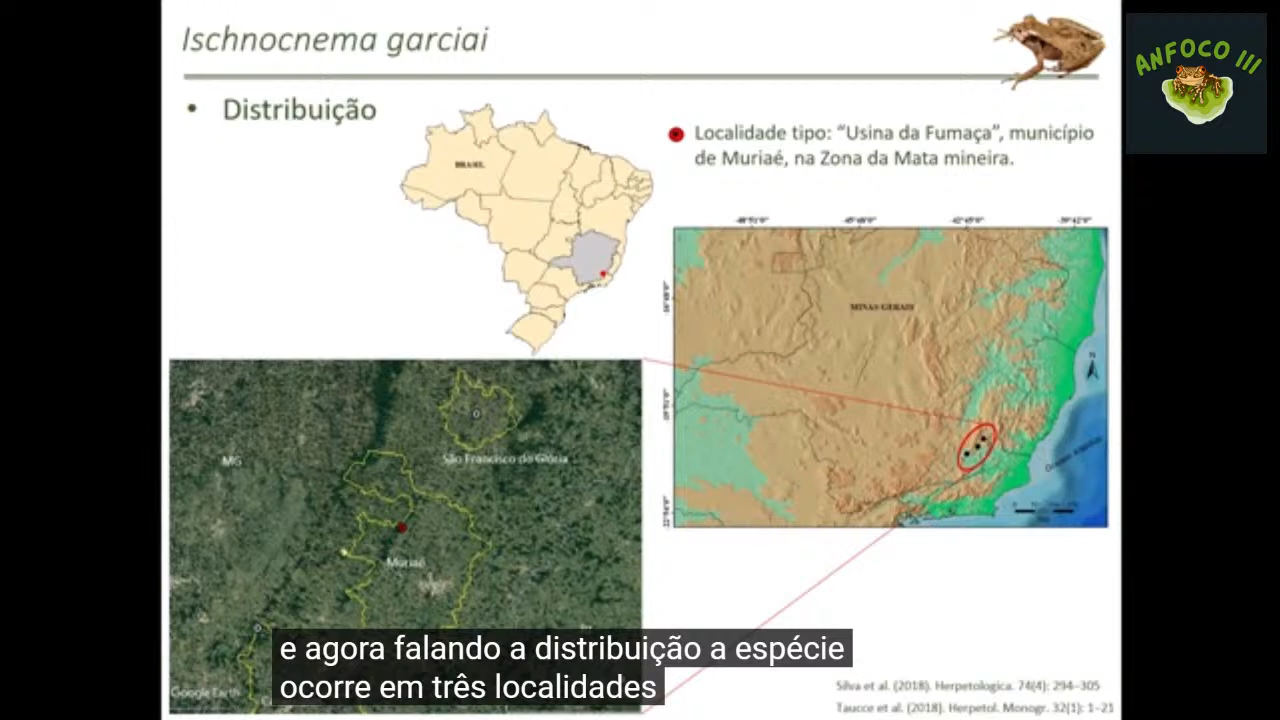 Ischnocnema garciai
ANFOCO III
• Distribuição
Localidade tipo: “Usina da Fumaça”, município
de Muriaé, na Zona da Mata mineira.
BRASIL
MINAS GERAIS
N
MG
São Francisco do Glória
Muriaé
e agora falando a distribuição a espécie
ocorre em três localidades
Google Earth
Silva et al. (2018). Herpetologica. 74(4): 294–305
Taucce et al. (2018). Herpetol. Monogr. 32(1): 1–21